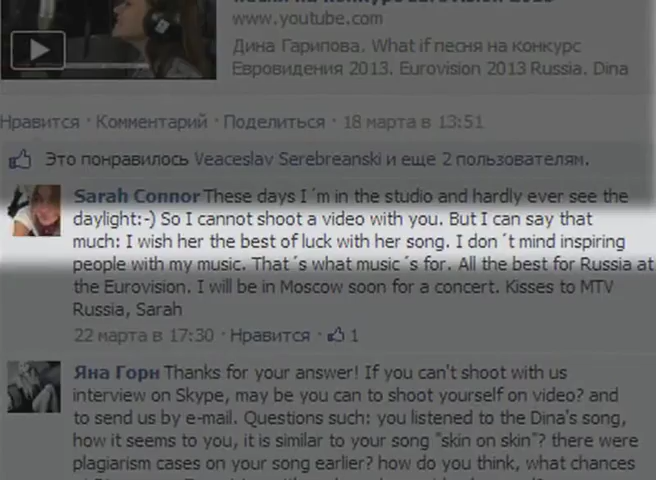 www.youtube.com
Дина Гарипова. What if песня на конкурс
Евровидения 2013. Eurovision 2013 Russia. Dina
Нравится · Комментарий · Поделиться · 18 марта в 13:51
Это понравилось Veaceslav Serebreanski и еще 2 пользователям.
Sarah Connor These days I´m in the studio and hardly ever see the
daylight:-) So I cannot shoot a video with you. But I can say that
much: I wish her the best of luck with her song. I don´t mind inspiring
people with my music. That´s what music´s for. All the best for Russia at
the Eurovision. I will be in Moscow soon for a concert. Kisses to MTV
Russia, Sarah
22 марта в 17:30 · Нравится · 1
Яна Горн Thanks for your answer! If you can't shoot with us
interview on Skype, may be you can to shoot yourself on video? and
to send us by e-mail. Questions such: you listened to the Dina's song,
how it seems to you, it is similar to your song "skin on skin"? there were
plagiarism cases on your song earlier? how do you think, what chances